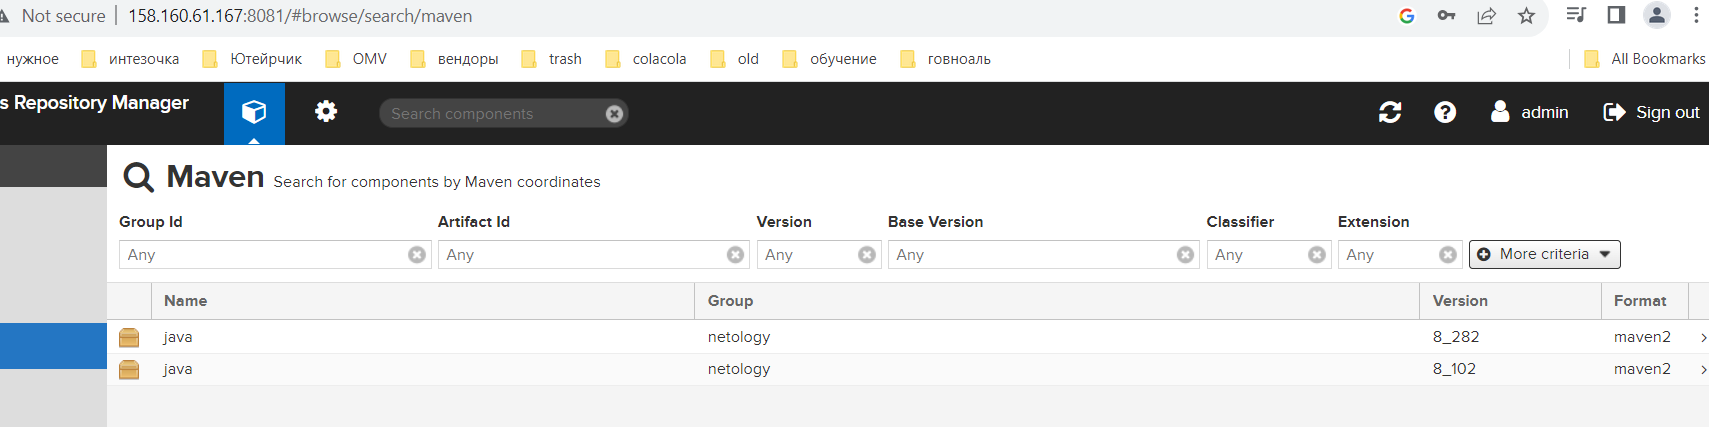 Not secure 158.160.61.167:8081/#browse/search/maven
нужное интезочка Ютейрчик OMV вендоры trash colacola old обучение говноаль All Bookmarks
s Repository Manager Search components admin Sign out
Maven Search for components by Maven coordinates
Group Id Artifact Id Version Base Version Classifier Extension
Any Any Any Any Any Any More criteria
Name Group Version Format
java netology 8_282 maven2
java netology 8_102 maven2